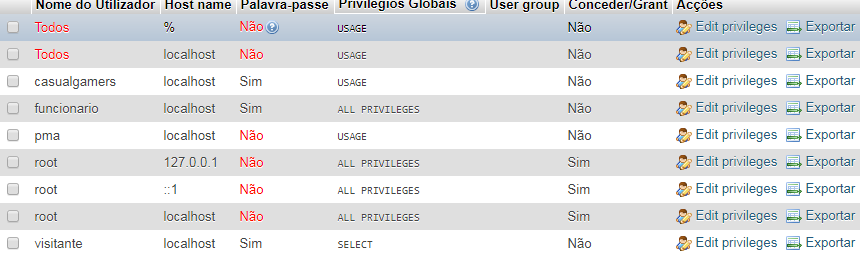 Nome do Utilizador Host name Palavra-passe Privilégios Globais User group Conceder/Grant Acções
Todos % Não USAGE Não Edit privileges Exportar
Todos localhost Não USAGE Não Edit privileges Exportar
casualgamers localhost Sim USAGE Não Edit privileges Exportar
funcionario localhost Sim ALL PRIVILEGES Não Edit privileges Exportar
pma localhost Não USAGE Não Edit privileges Exportar
root 127.0.0.1 Não ALL PRIVILEGES Sim Edit privileges Exportar
root ::1 Não ALL PRIVILEGES Sim Edit privileges Exportar
root localhost Não ALL PRIVILEGES Sim Edit privileges Exportar
visitante localhost Sim SELECT Não Edit privileges Exportar